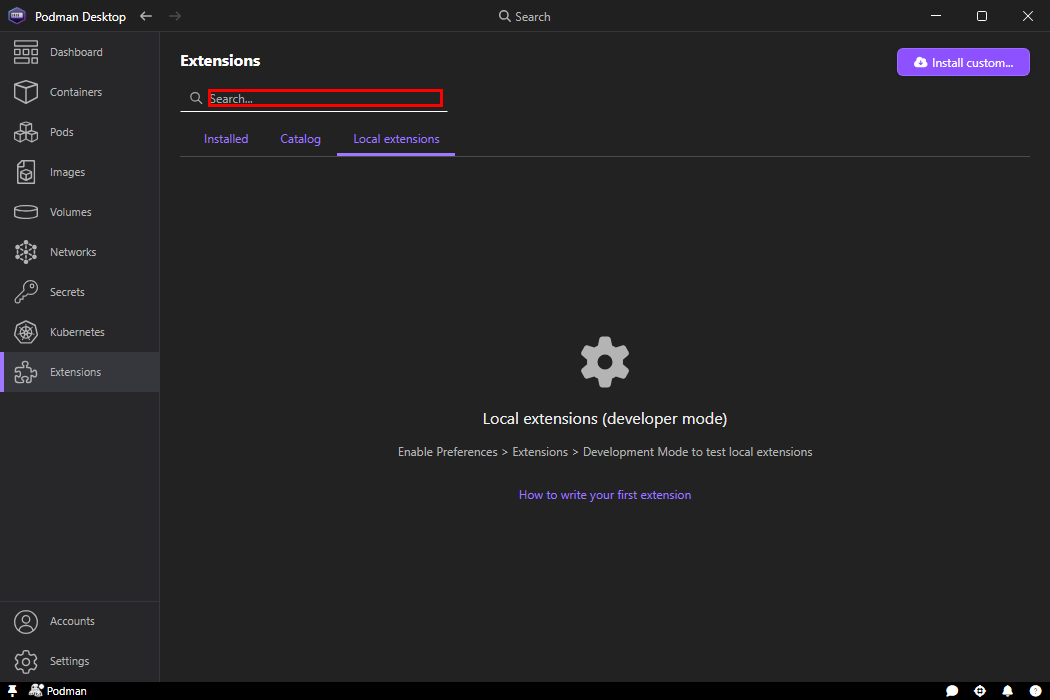 Podman Desktop
Search
Dashboard
Containers
Pods
Images
Volumes
Networks
Secrets
Kubernetes
Extensions
Accounts
Settings
Extensions
Install custom...
Search...
Installed
Catalog
Local extensions
Local extensions (developer mode)
Enable Preferences > Extensions > Development Mode to test local extensions
How to write your first extension
Podman